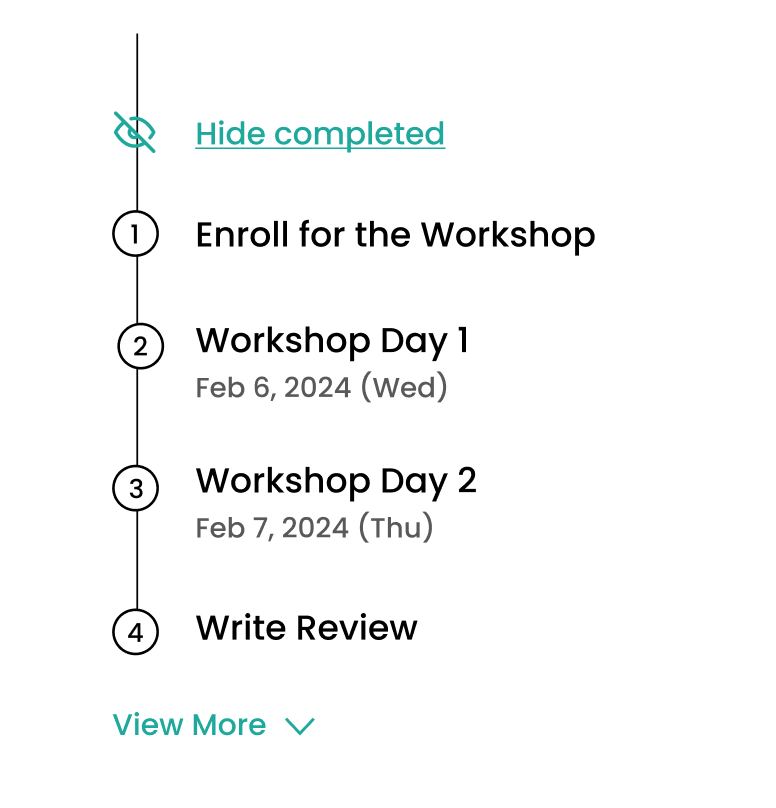 Hide completed
1 Enroll for the Workshop
2 Workshop Day 1
Feb 6, 2024 (Wed)
3 Workshop Day 2
Feb 7, 2024 (Thu)
4 Write Review
View More